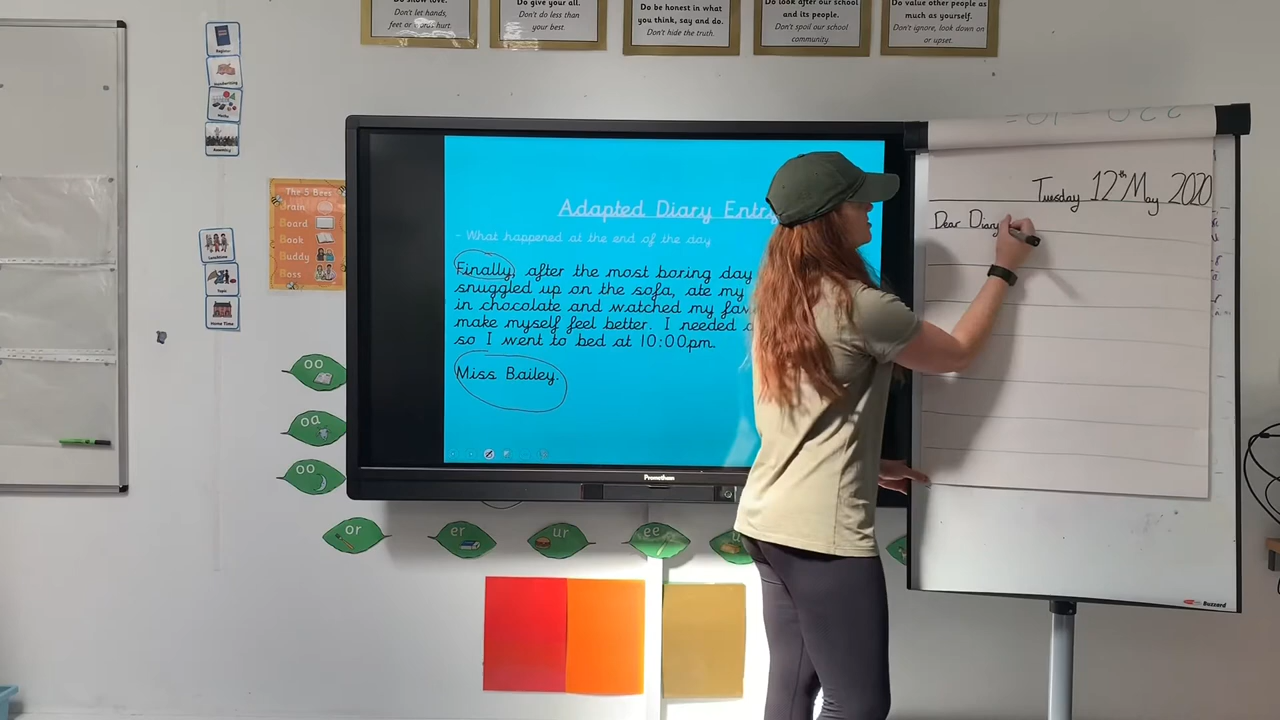 Do show love.
Don't let hands,
feet or words hurt.
Do give your all.
Don't do less than
your best.
Do be honest in what
you think, say and do.
Don't hide the truth.
Do look after our school
and its people.
Don't spoil our school
community
Do value other people as
much as yourself.
Don't ignore, look down on
or upset.
Register
Handwriting
Maths
Assembly
Lunchtime
Topic
Home Time
The 5 Bees
Brain
Board
Book
Buddy
Boss
Adapted Diary Entry
- What happened at the end of the day
Finally, after the most boring day
snuggled up on the sofa, ate my
in chocolate and watched my fav
make myself feel better. I needed
so I went to bed at 10:00pm.
Miss Bailey.
Promethean
220 - 10=
Tuesday 12th May 2020
Dear Diary
Buzzard
oo
oa
oo
or
er
ur
ee